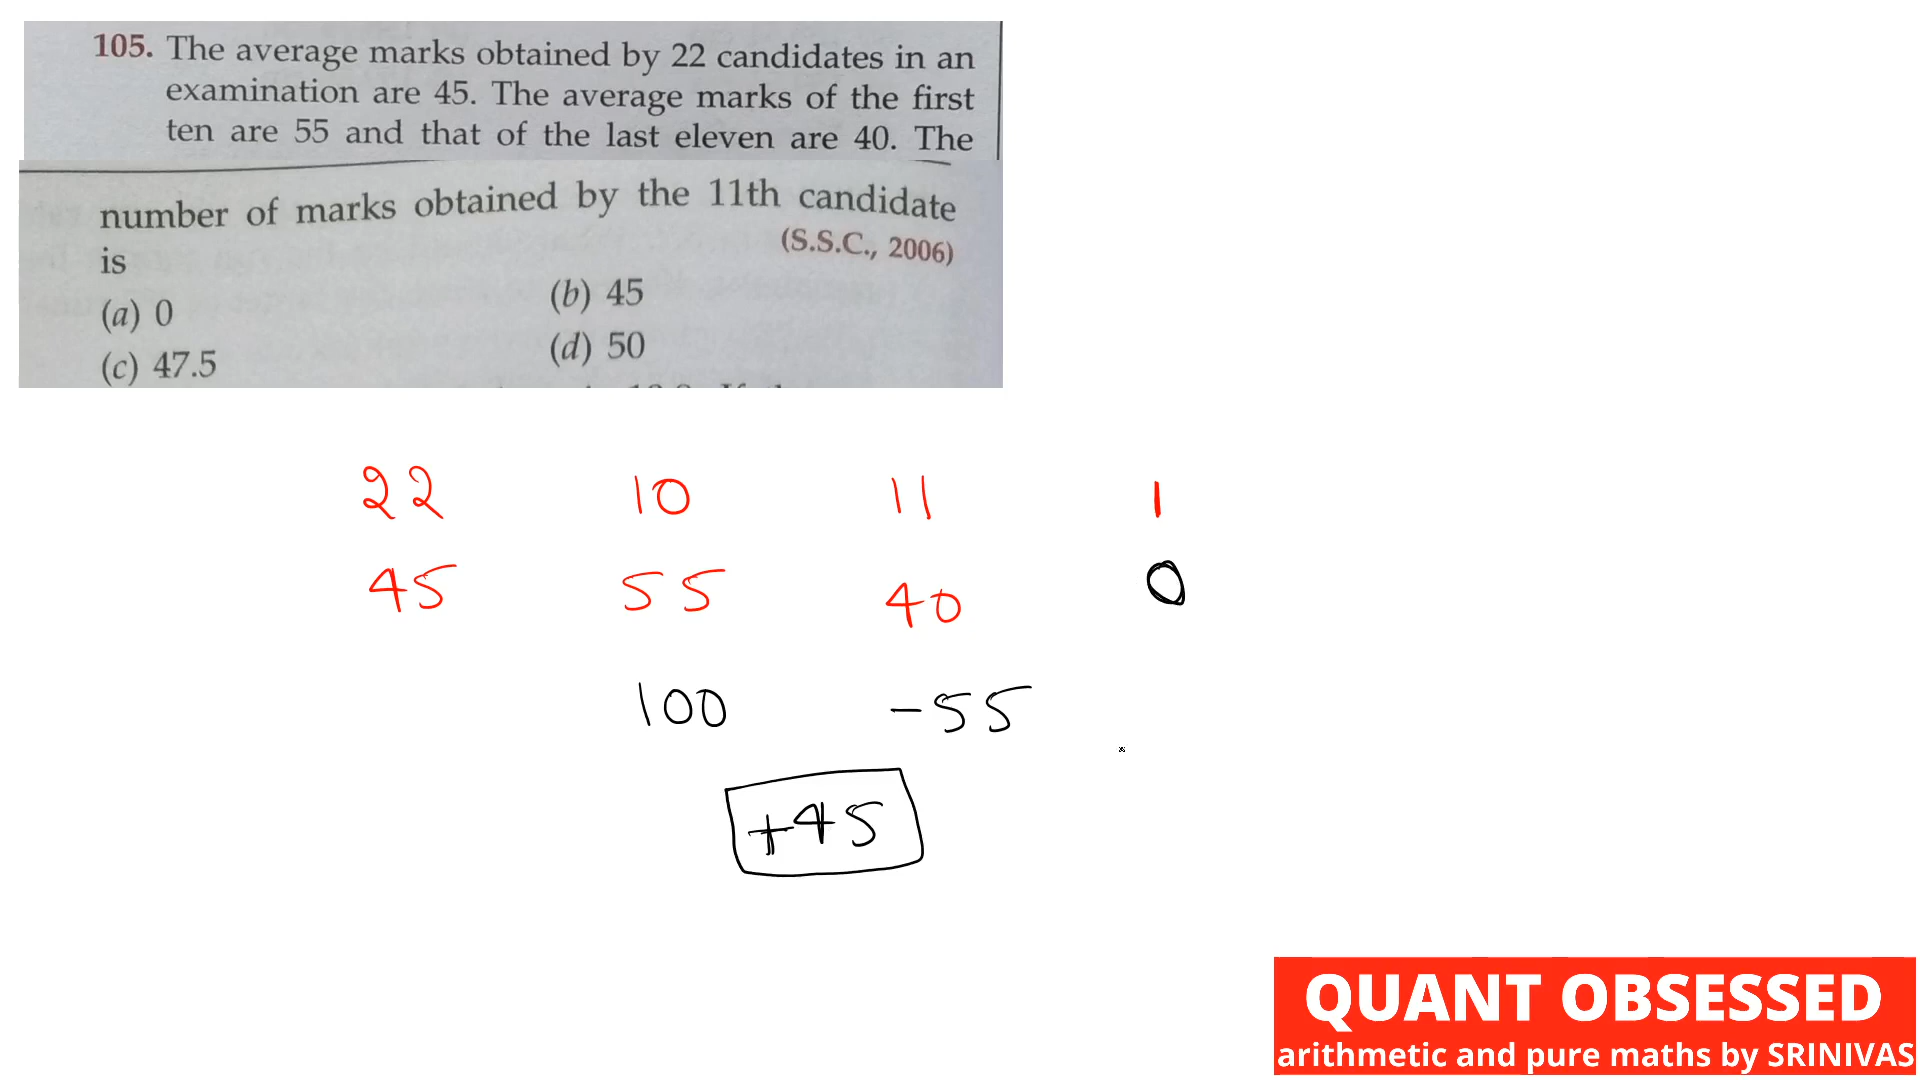 105. The average marks obtained by 22 candidates in an
examination are 45. The average marks of the first
ten are 55 and that of the last eleven are 40. The
number of marks obtained by the 11th candidate
is
(S.S.C., 2006)
(a) 0 (b) 45
(c) 47.5 (d) 50
22 10 11 1
45 55 40 0
100 -55
+45
QUANT OBSESSED
arithmetic and pure maths by SRINIVAS